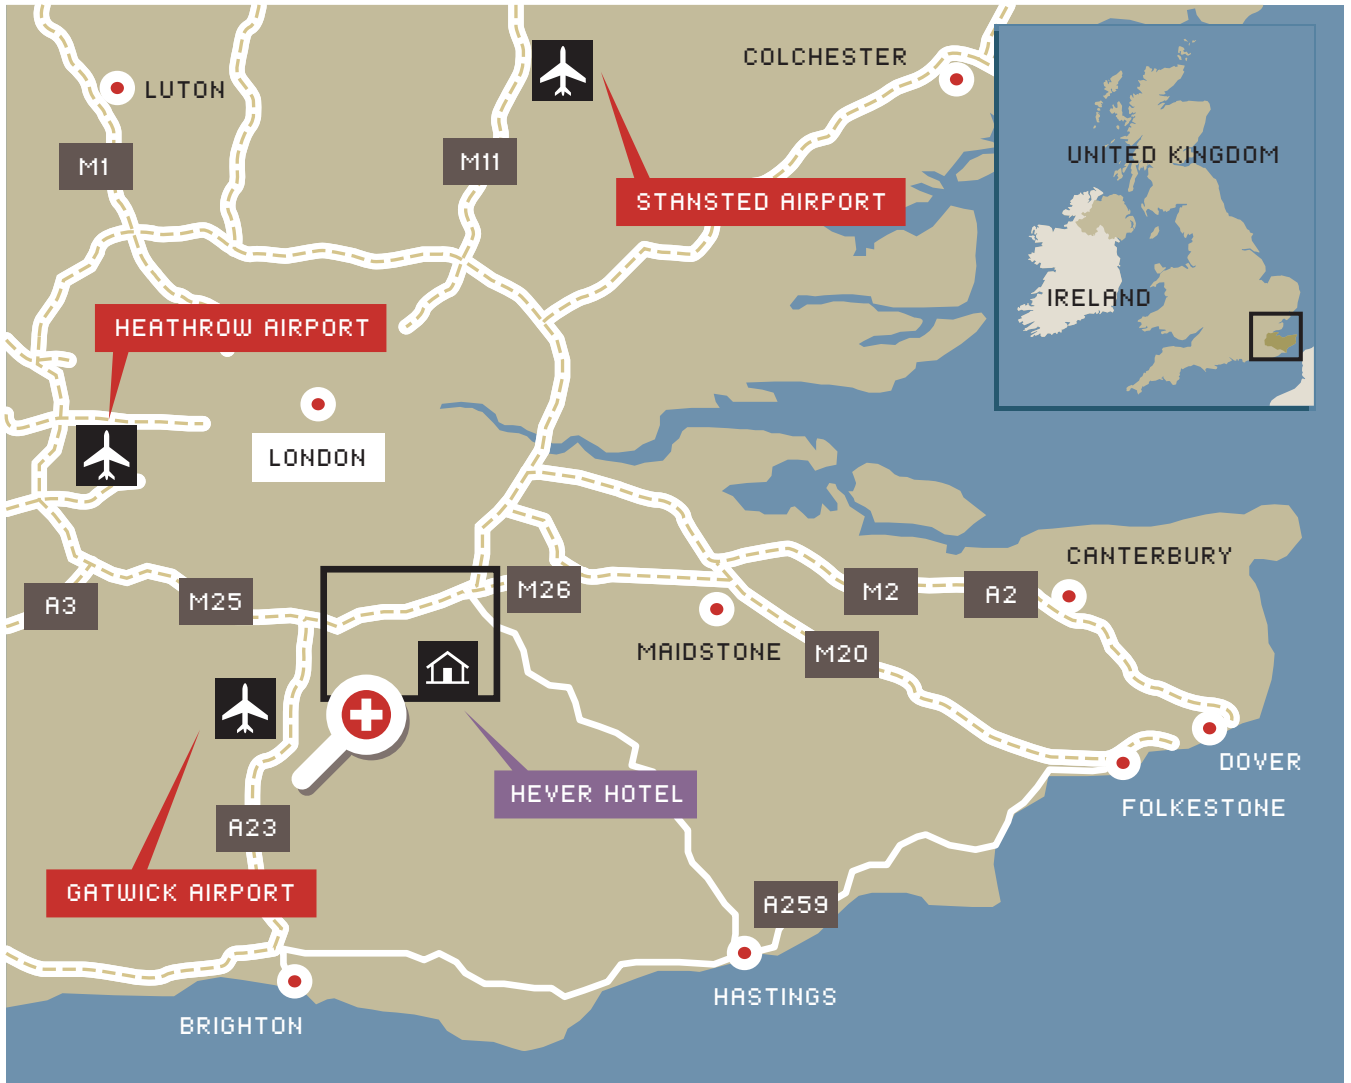 COLCHESTER
LUTON
M1
M11
UNITED KINGDOM
STANSTED AIRPORT
IRELAND
HEATHROW AIRPORT
LONDON
CANTERBURY
M26
M2
A2
A3
M25
MAIDSTONE
M20
DOVER
HEVER HOTEL
FOLKESTONE
A23
GATWICK AIRPORT
A259
HASTINGS
BRIGHTON